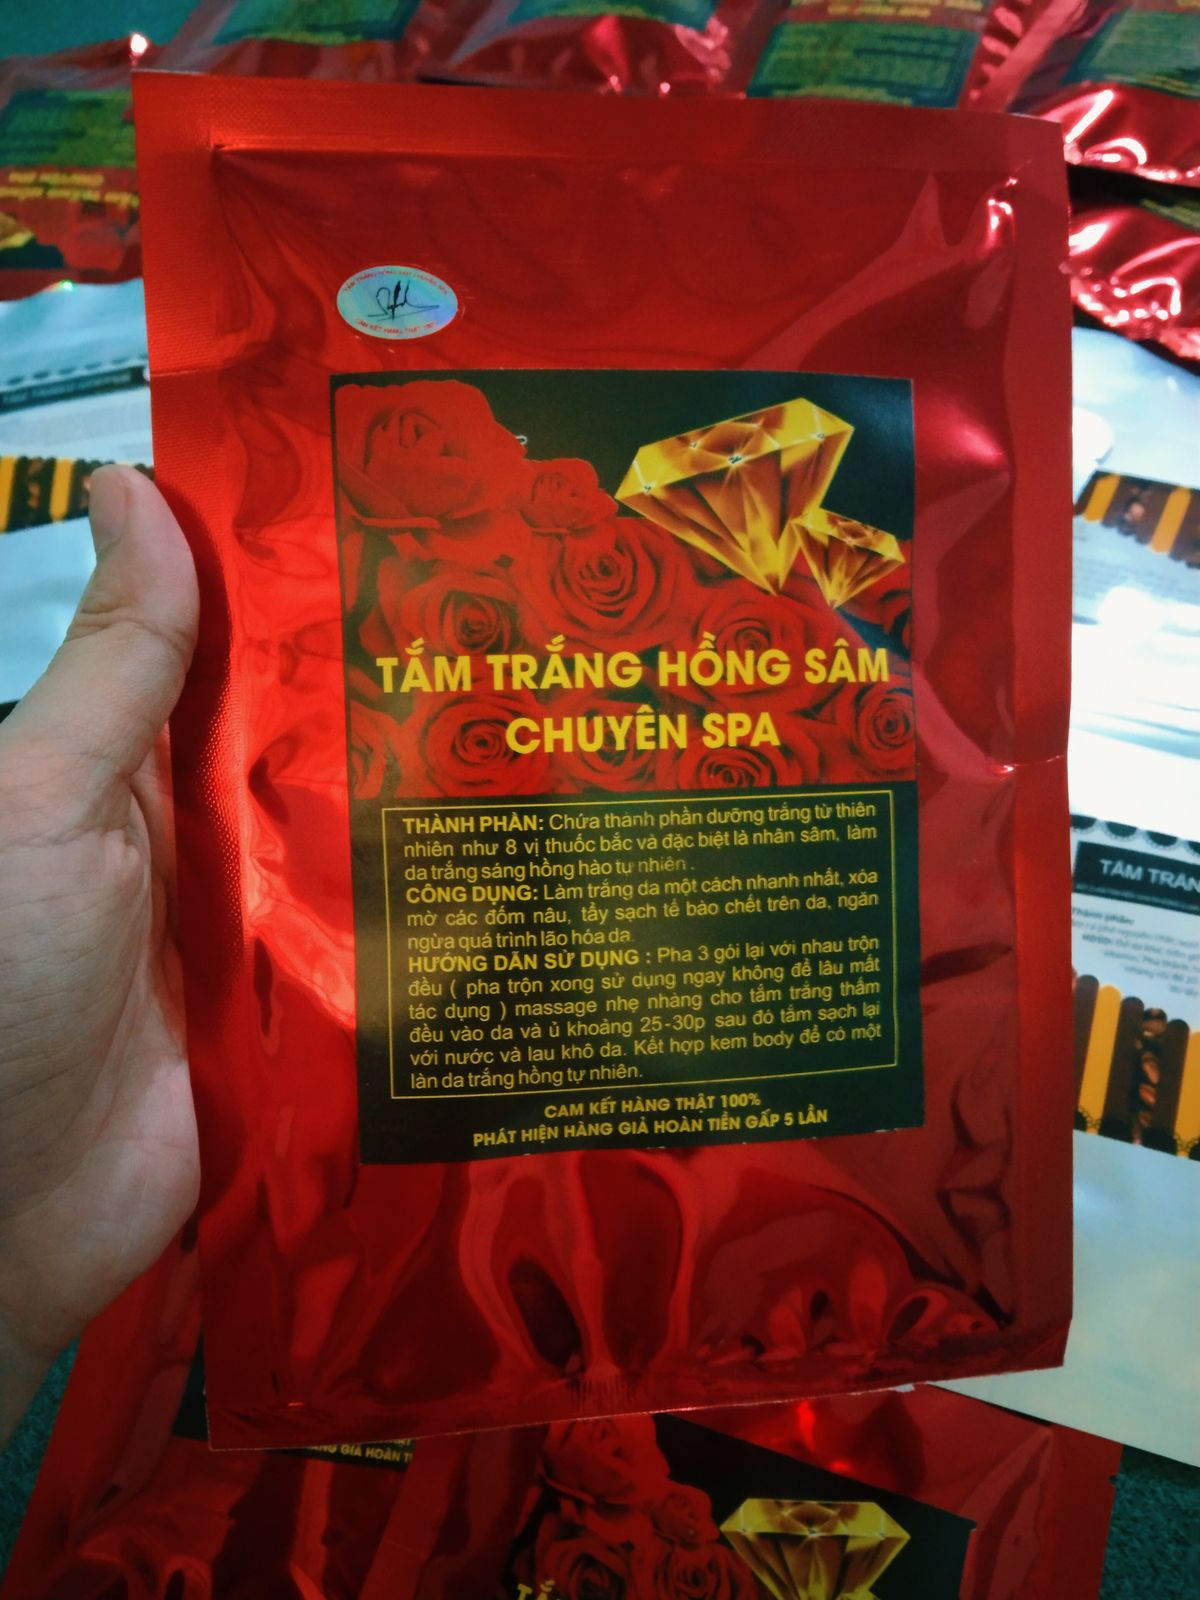 TẮM TRẮNG HỒNG SÂM
CHUYÊN SPA
THÀNH PHẦN: Chứa thành phần dưỡng trắng từ thiên
nhiên như 8 vị thuốc bắc và đặc biệt là nhân sâm, làm
da trắng sáng hồng hào tự nhiên.
CÔNG DỤNG: Làm trắng da một cách nhanh nhất, xóa
mờ các đốm nâu, tẩy sạch tế bào chết trên da, ngăn
ngừa quá trình lão hóa da.
HƯỚNG DẪN SỬ DỤNG : Pha 3 gói lại với nhau trộn
đều ( pha trộn xong sử dụng ngay không để lâu mất
tác dụng ) massage nhẹ nhàng cho tắm trắng thấm
đều vào da và ủ khoảng 25-30p sau đó tắm sạch lại
với nước và lau khô da. Kết hợp kem body để có một
làn da trắng hồng tự nhiên.
CAM KẾT HÀNG THẬT 100%
PHÁT HIỆN HÀNG GIẢ HOÀN TIỀN GẤP 5 LẦN
TẮM TRẮN
Thành phần:
GIẢ HOÀN